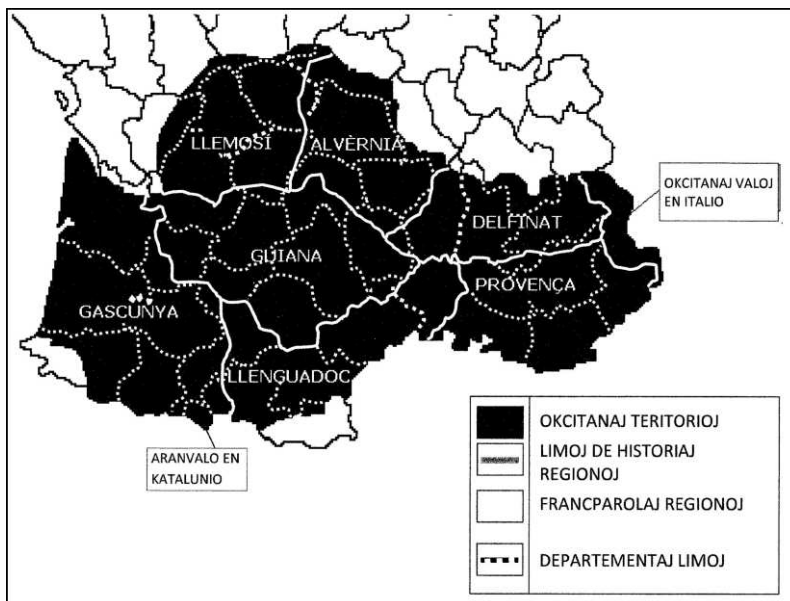 LLEMOSÍ
ALVÈRNIA
OKCITANAJ VALOJ
EN ITALIO
DELFINAT
GUIANA
PROVENÇA
GASCUNYA
LLENGUADOC
ARANVALO EN
KATALUNIO
OKCITANAJ TERITORIOJ
LIMOJ DE HISTORIAJ
REGIONOJ
FRANCPAROLAJ REGIONOJ
DEPARTEMENTAJ LIMOJ